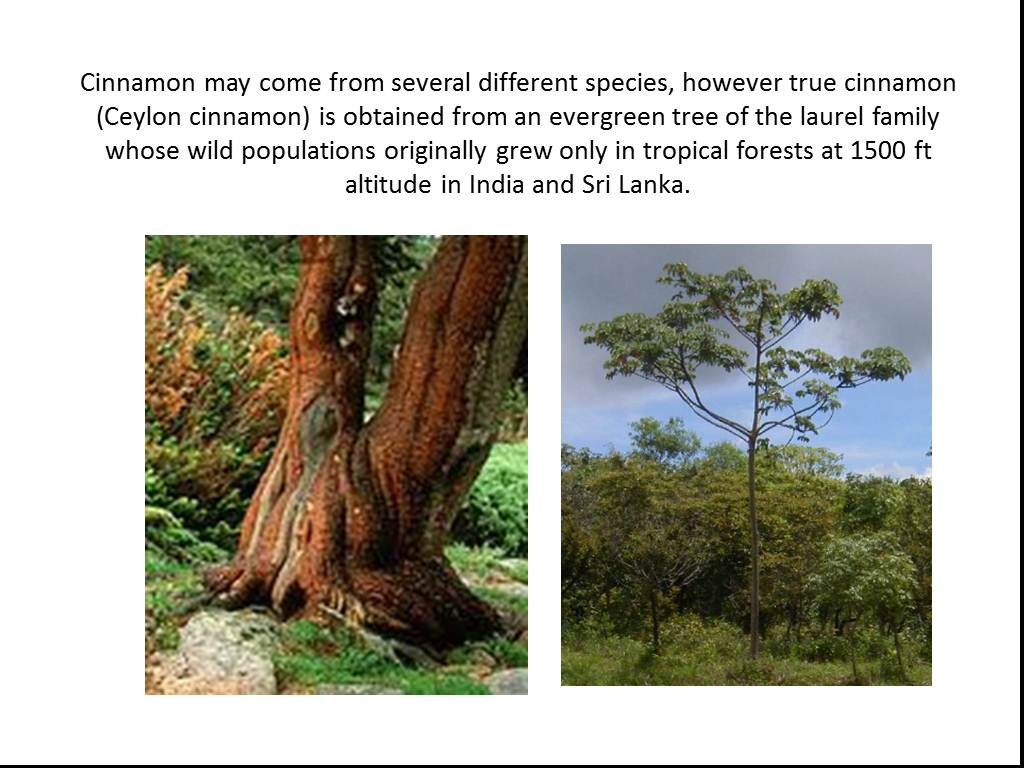 Cinnamon may come from several different species, however true cinnamon
(Ceylon cinnamon) is obtained from an evergreen tree of the laurel family
whose wild populations originally grew only in tropical forests at 1500 ft
altitude in India and Sri Lanka.